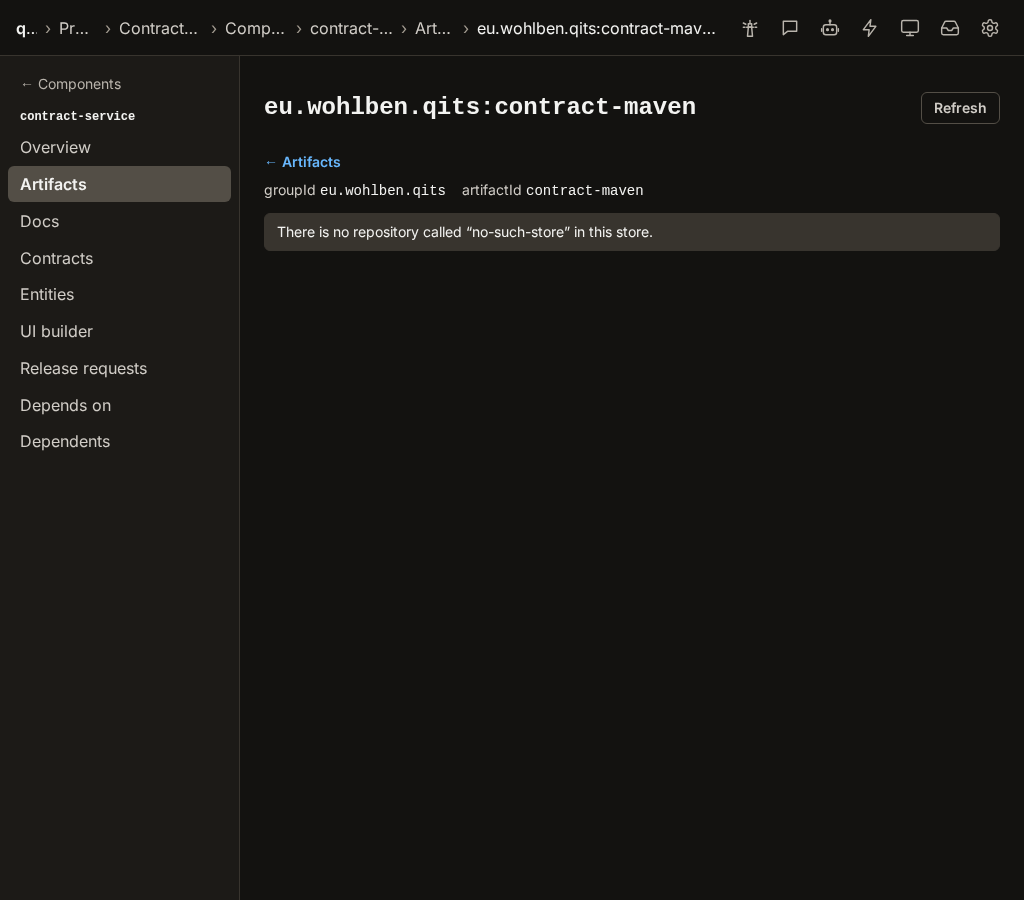 q... › Pr... › Contract... › Comp... › contract-... › Art... › eu.wohlben.qits:contract-mav...
← Components
contract-service
Overview
Artifacts
Docs
Contracts
Entities
UI builder
Release requests
Depends on
Dependents
eu.wohlben.qits:contract-maven
Refresh
← Artifacts
groupId eu.wohlben.qits artifactId contract-maven
There is no repository called “no-such-store” in this store.